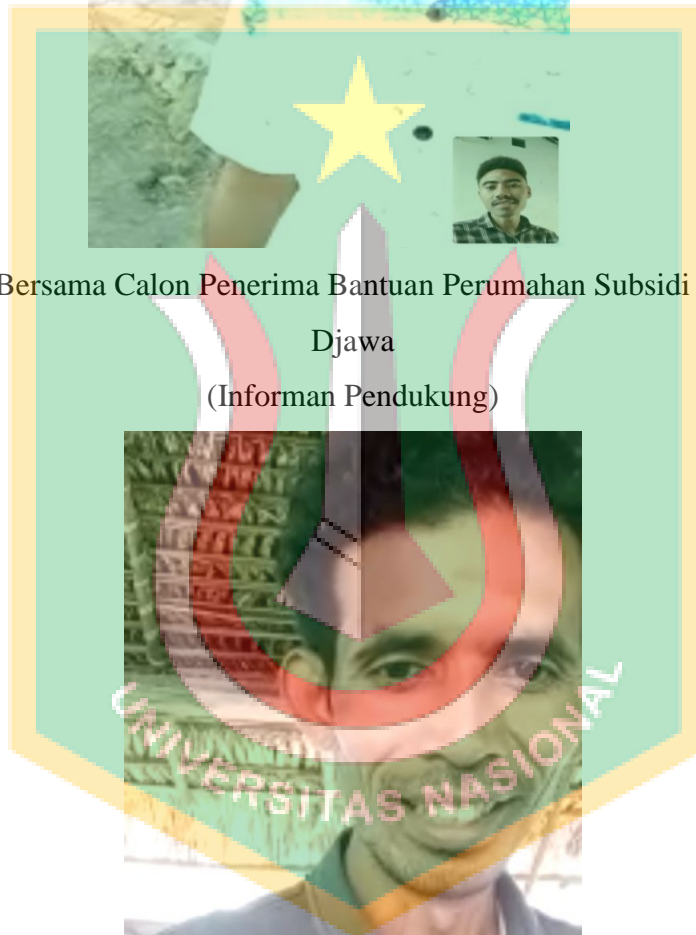 Bersama Calon Penerima Bantuan Perumahan Subsidi
Djawa
(Informan Pendukung)
UNIVERSITAS NASIONAL